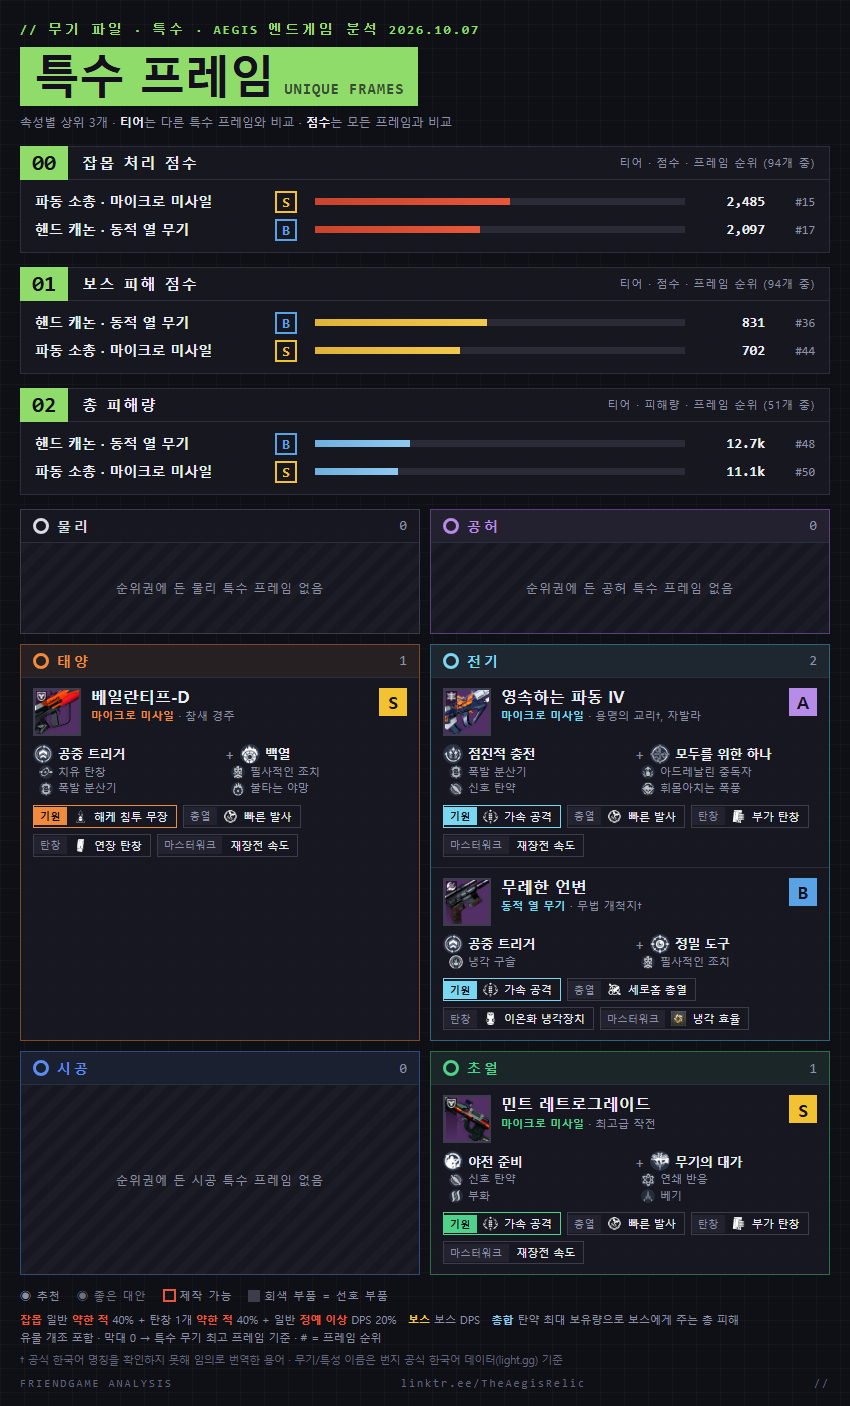 // 무기 파일 · 특수 · AEGIS 엔드게임 분석 2026.10.07
특수 프레임 UNIQUE FRAMES
속성별 상위 3개 · 티어는 다른 특수 프레임와 비교 · 점수는 모든 프레임과 비교
00 잡몹 처리 점수 티어 · 점수 · 프레임 순위 (94개 중)
파동 소총 · 마이크로 미사일 S 2,485 #15
핸드 캐논 · 동적 열 무기 B 2,097 #17
01 보스 피해 점수 티어 · 점수 · 프레임 순위 (94개 중)
핸드 캐논 · 동적 열 무기 B 831 #36
파동 소총 · 마이크로 미사일 S 702 #44
02 총 피해량 티어 · 피해량 · 프레임 순위 (51개 중)
핸드 캐논 · 동적 열 무기 B 12.7k #48
파동 소총 · 마이크로 미사일 S 11.1k #50
물리 0
순위권에 든 물리 특수 프레임 없음
공허 0
순위권에 든 공허 특수 프레임 없음
태양 1
베일란티프-D S
마이크로 미사일 · 참새 경주
공중 트리거 + 백열
치유 탄창 필사적인 조치
폭발 분산기 불타는 야망
기원 해케 침투 무장 총열 빠른 발사
탄창 연장 탄창 마스터워크 재장전 속도
전기 2
영속하는 파동 IV A
마이크로 미사일 · 용맹의 교리†, 자발라
점진적 충전 + 모두를 위한 하나
폭발 분산기 아드레날린 중독자
신호 탄약 휘몰아치는 폭풍
기원 가속 공격 총열 빠른 발사 탄창 부가 탄창
마스터워크 재장전 속도
무례한 언변 B
동적 열 무기 · 무법 개척지†
공중 트리거 + 정밀 도구
냉각 구슬 필사적인 조치
기원 가속 공격 총열 세로홈 총열
탄창 이온화 냉각장치 마스터워크 냉각 효율
시공 0
순위권에 든 시공 특수 프레임 없음
초월 1
민트 레트로그레이드 S
마이크로 미사일 · 최고급 작전
야전 준비 + 무기의 대가
신호 탄약 연쇄 반응
부화 베기
기원 가속 공격 총열 빠른 발사 탄창 부가 탄창
마스터워크 재장전 속도
추천 좋은 대안 제작 가능 회색 부품 = 선호 부품
잡몹 일반 약한 적 40% + 탄창 1개 약한 적 40% + 일반 정예 이상 DPS 20% 보스 보스 DPS 총합 탄약 최대 보유량으로 보스에게 주는 총 피해
유물 개조 포함 · 막대 0 → 특수 무기 최고 프레임 기준 · # = 프레임 순위
† 공식 한국어 명칭을 확인하지 못해 임의로 번역한 용어 · 무기/특성 이름은 번지 공식 한국어 데이터(light.gg) 기준
FRIENDGAME ANALYSIS linktr.ee/TheAegisRelic //